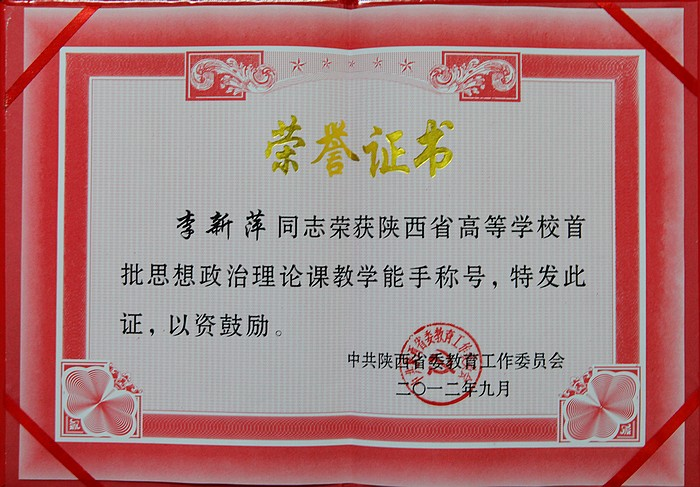 荣誉证书
李新萍同志荣获陕西省高等学校首
批思想政治理论课教学能手称号，特发此
证，以资鼓励。
中共陕西省委教育工作委员会
二〇一二年九月